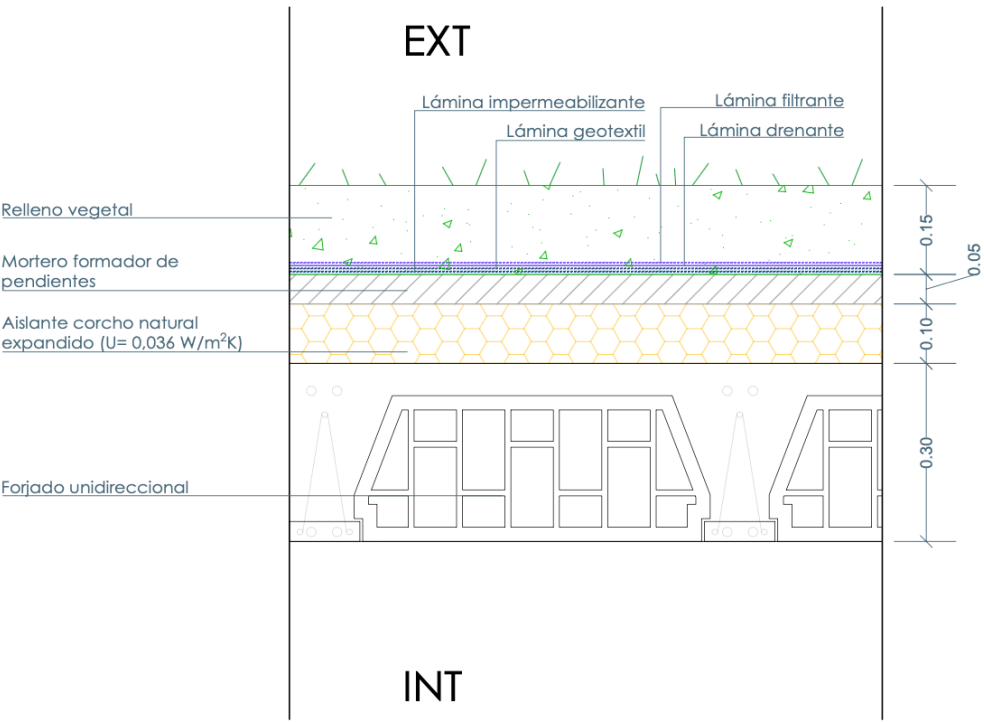 EXT
Lámina impermeabilizante
Lámina filtrante
Lámina geotextil
Lámina drenante
Relleno vegetal
0.15
Mortero formador de
pendientes
0.05
Aislante corcho natural
expandido (U= 0,036 W/m²K)
0.10
0.30
Forjado unidireccional
INT